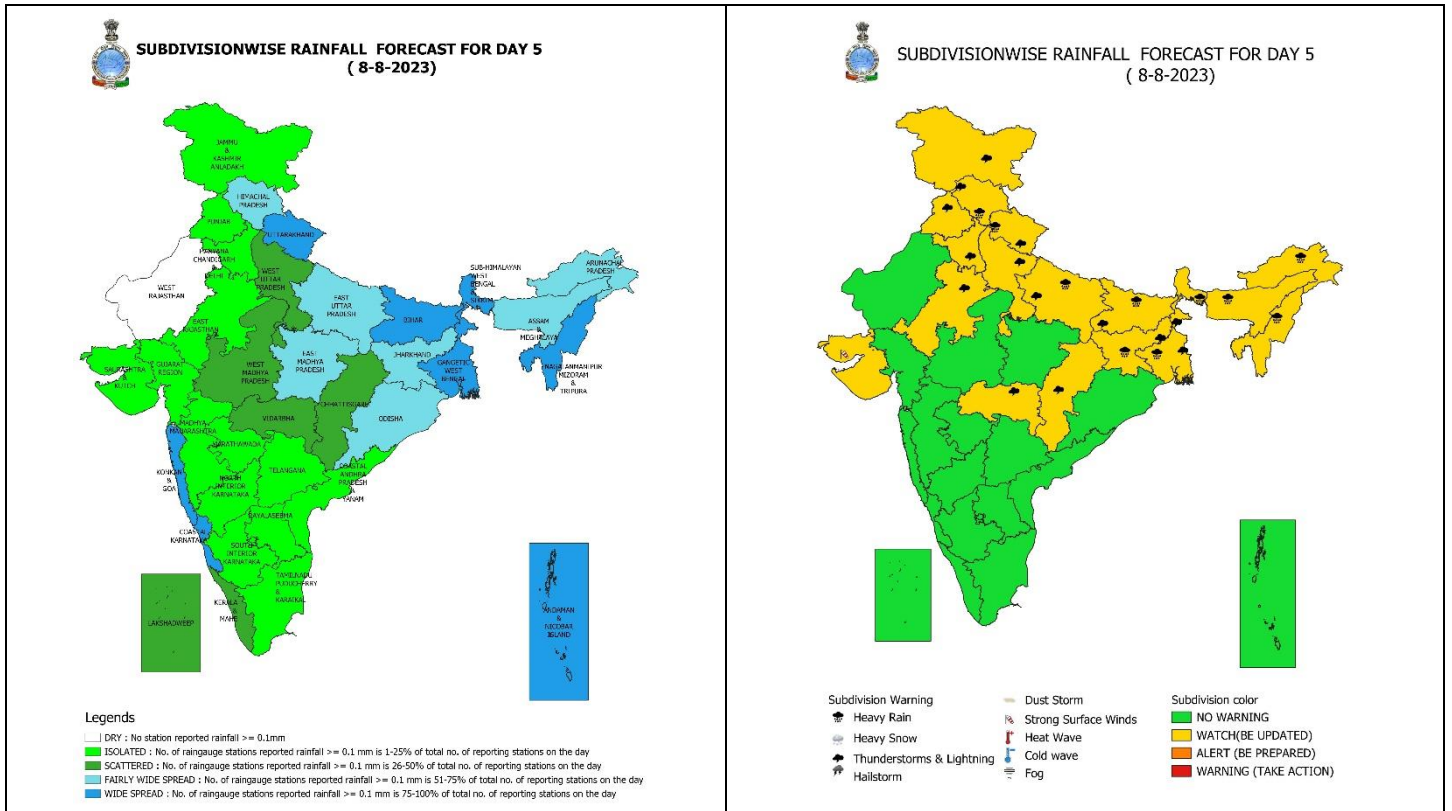 SUBDIVISIONWISE RAINFALL FORECAST FOR DAY 5
( 8-8-2023)
JAMMU
&
KASHMIR
ANLADAKH
HIMACHAL
PRADESH
PUNJAB
UTTARAKHAND
CHANDIGARH
&
DELHI
WEST
UTTAR
PRADESH
WEST
RAJASTHAN
EAST
RAJASTHAN
EAST
UTTAR
PRADESH
SUB-HIMALAYAN
WEST
BENGAL
&
ARUNACHAL
PRADESH
ASSAM
&
MEGHALAYA
BIHAR
JHARKHAND
GANGETIC
WEST
BENGAL
MIZORAM
&
TRIPURA
SAURASHTRA
&
KUTCH
GUJARAT
REGION
WEST
MADHYA
PRADESH
EAST
MADHYA
PRADESH
CHHATTISGARH
ODISHA
VIDARBHA
MADHYA
MAHARASHTRA
MARATHAWADA
KONKAN
&
GOA
TELANGANA
COASTAL
ANDHRA
PRADESH
&
YANAM
NORTH
INTERIOR
KARNATAKA
RAYALASEEMA
COASTAL
KARNATAKA
SOUTH
INTERIOR
KARNATAKA
TAMILNADU
PUDUCHERRY
&
KARAIKAL
KERALA
&
MAHE
LAKSHADWEEP
ANDAMAN
&
NICOBAR
ISLAND
Legends
DRY : No station reported rainfall >= 0.1mm
ISOLATED : No. of raingauge stations reported rainfall >= 0.1 mm is 1-25% of total no. of reporting stations on the day
SCATTERED : No. of raingauge stations reported rainfall >= 0.1 mm is 26-50% of total no. of reporting stations on the day
FAIRLY WIDE SPREAD : No. of raingauge stations reported rainfall >= 0.1 mm is 51-75% of total no. of reporting stations on the day
WIDE SPREAD : No. of raingauge stations reported rainfall >= 0.1 mm is 75-100% of total no. of reporting stations on the day
SUBDIVISIONWISE RAINFALL FORECAST FOR DAY 5
( 8-8-2023)
Subdivision Warning
Heavy Rain
Heavy Snow
Thunderstorms & Lightning
Hailstorm
Dust Storm
Strong Surface Winds
Heat Wave
Cold wave
Fog
Subdivision color
NO WARNING
WATCH(BE UPDATED)
ALERT (BE PREPARED)
WARNING (TAKE ACTION)